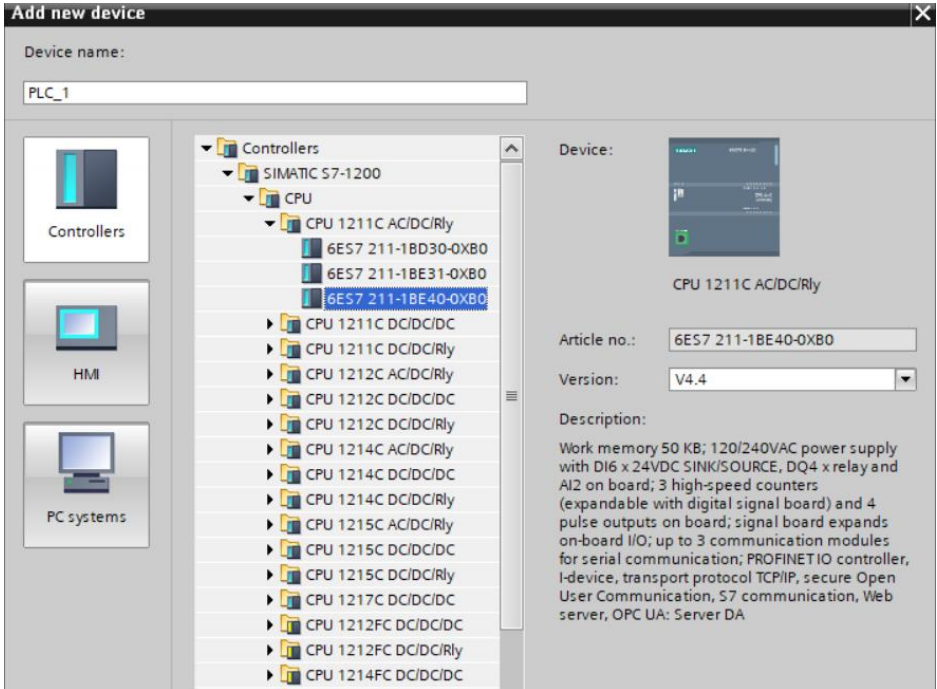 Add new device
Device name:
PLC_1
Controllers
HMI
PC systems
Controllers
SIMATIC S7-1200
CPU
CPU 1211C AC/DC/Rly
6ES7 211-1BD30-0XB0
6ES7 211-1BE31-0XB0
6ES7 211-1BE40-0XB0
CPU 1211C DC/DC/DC
CPU 1211C DC/DC/Rly
CPU 1212C AC/DC/Rly
CPU 1212C DC/DC/DC
CPU 1212C DC/DC/Rly
CPU 1214C AC/DC/Rly
CPU 1214C DC/DC/DC
CPU 1214C DC/DC/Rly
CPU 1215C AC/DC/Rly
CPU 1215C DC/DC/DC
CPU 1215C DC/DC/Rly
CPU 1217C DC/DC/DC
CPU 1212FC DC/DC/DC
CPU 1212FC DC/DC/Rly
CPU 1214FC DC/DC/DC
Device:
CPU 1211C AC/DC/Rly
Article no.:
6ES7 211-1BE40-0XB0
Version:
V4.4
Description:
Work memory 50 KB; 120/240VAC power supply
with DI6 x 24VDC SINK/SOURCE, DQ4 x relay and
AI2 on board; 3 high-speed counters
(expandable with digital signal board) and 4
pulse outputs on board; signal board expands
on-board I/O; up to 3 communication modules
for serial communication; PROFINET IO controller,
I-device, transport protocol TCP/IP, secure Open
User Communication, S7 communication, Web
server, OPC UA: Server DA